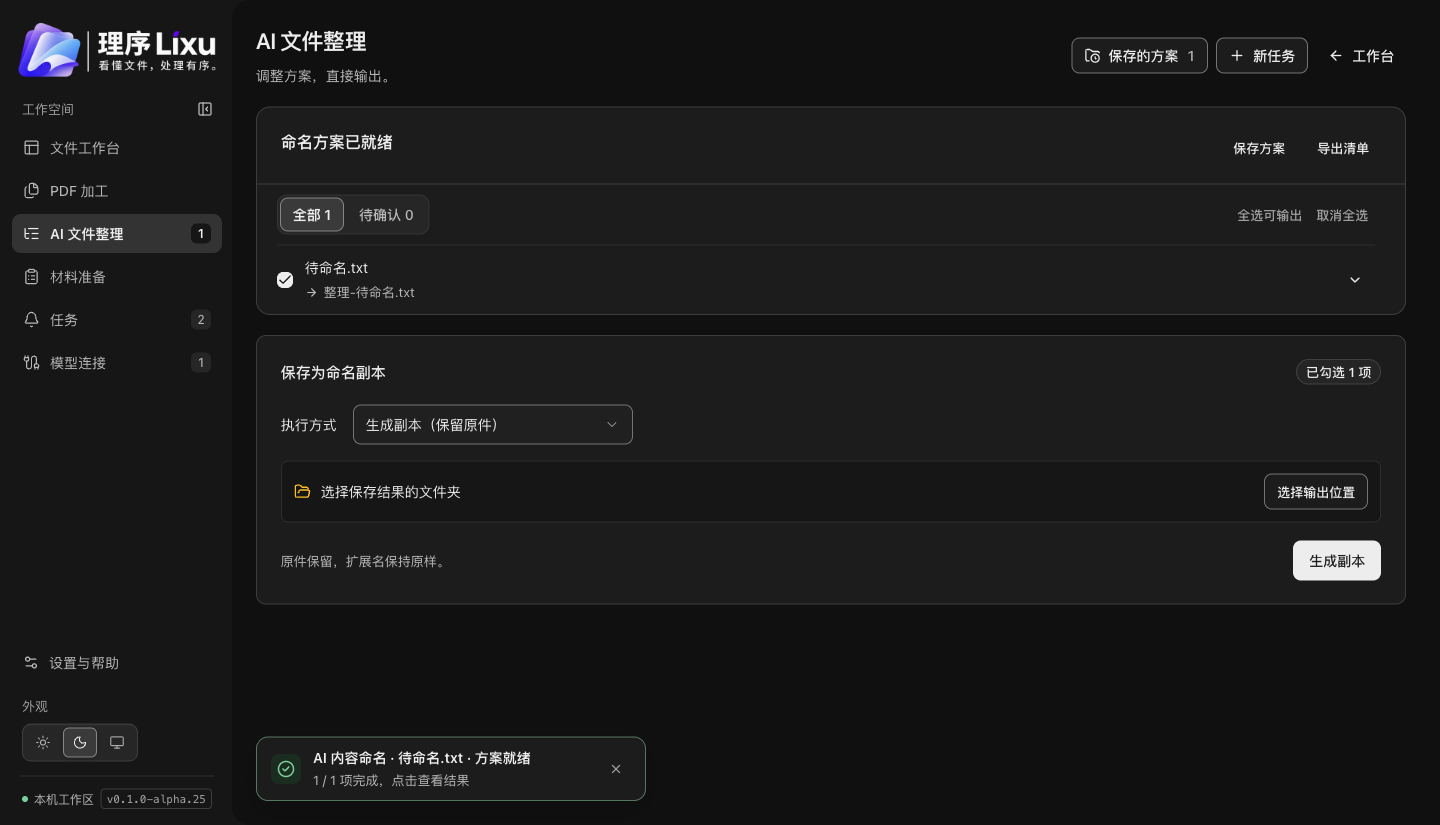 理序 Lixu
看懂文件，处理有序。
工作空间
文件工作台
PDF 加工
AI 文件整理 1
材料准备
任务 2
模型连接 1
设置与帮助
外观
本机工作区 v0.1.0-alpha.25
AI 文件整理
调整方案，直接输出。
保存的方案 1
新任务
工作台
命名方案已就绪
保存方案
导出清单
全部 1
待确认 0
全选可输出
取消全选
待命名.txt
→ 整理-待命名.txt
保存为命名副本
已勾选 1 项
执行方式
生成副本（保留原件）
选择保存结果的文件夹
选择输出位置
原件保留，扩展名保持原样。
生成副本
AI 内容命名 · 待命名.txt · 方案就绪
1 / 1 项完成，点击查看结果